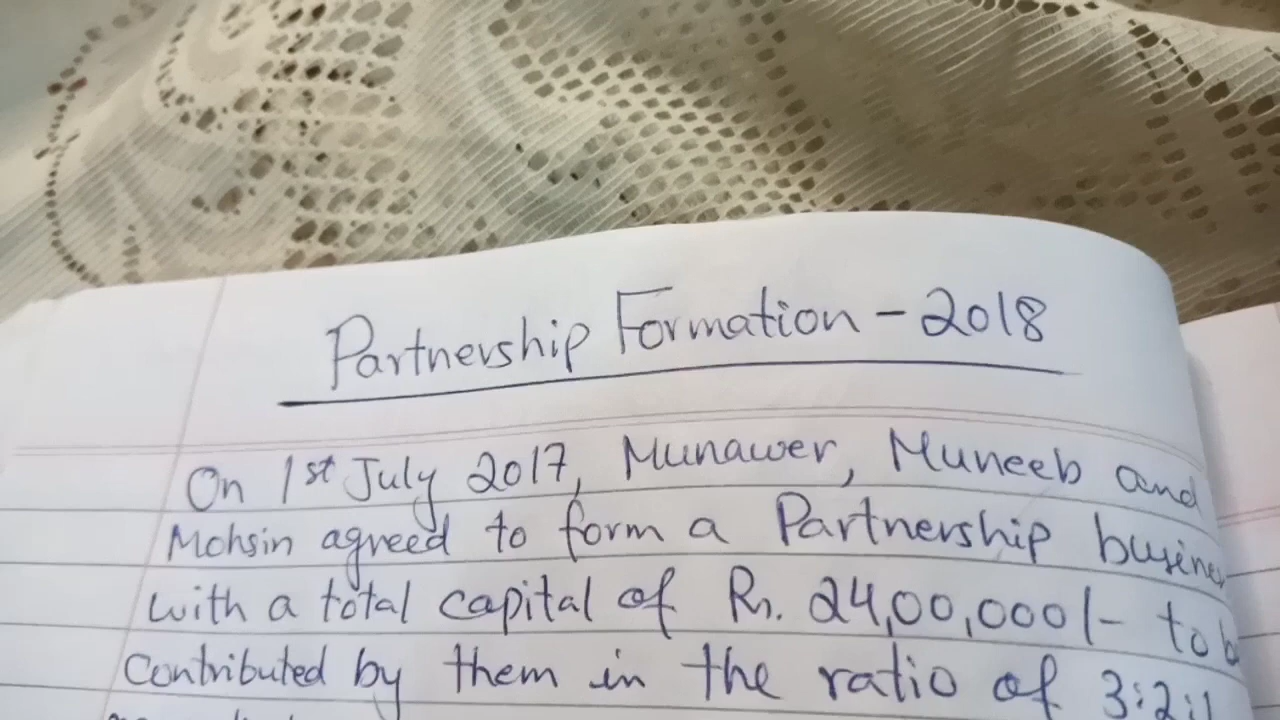 Partnership Formation - 2018
On 1st July 2017, Munawer, Muneeb and
Mohsin agreed to form a Partnership
with a total capital of Rs. 24,00,000/- to
Contributed by them in the ratio of 3:2:1